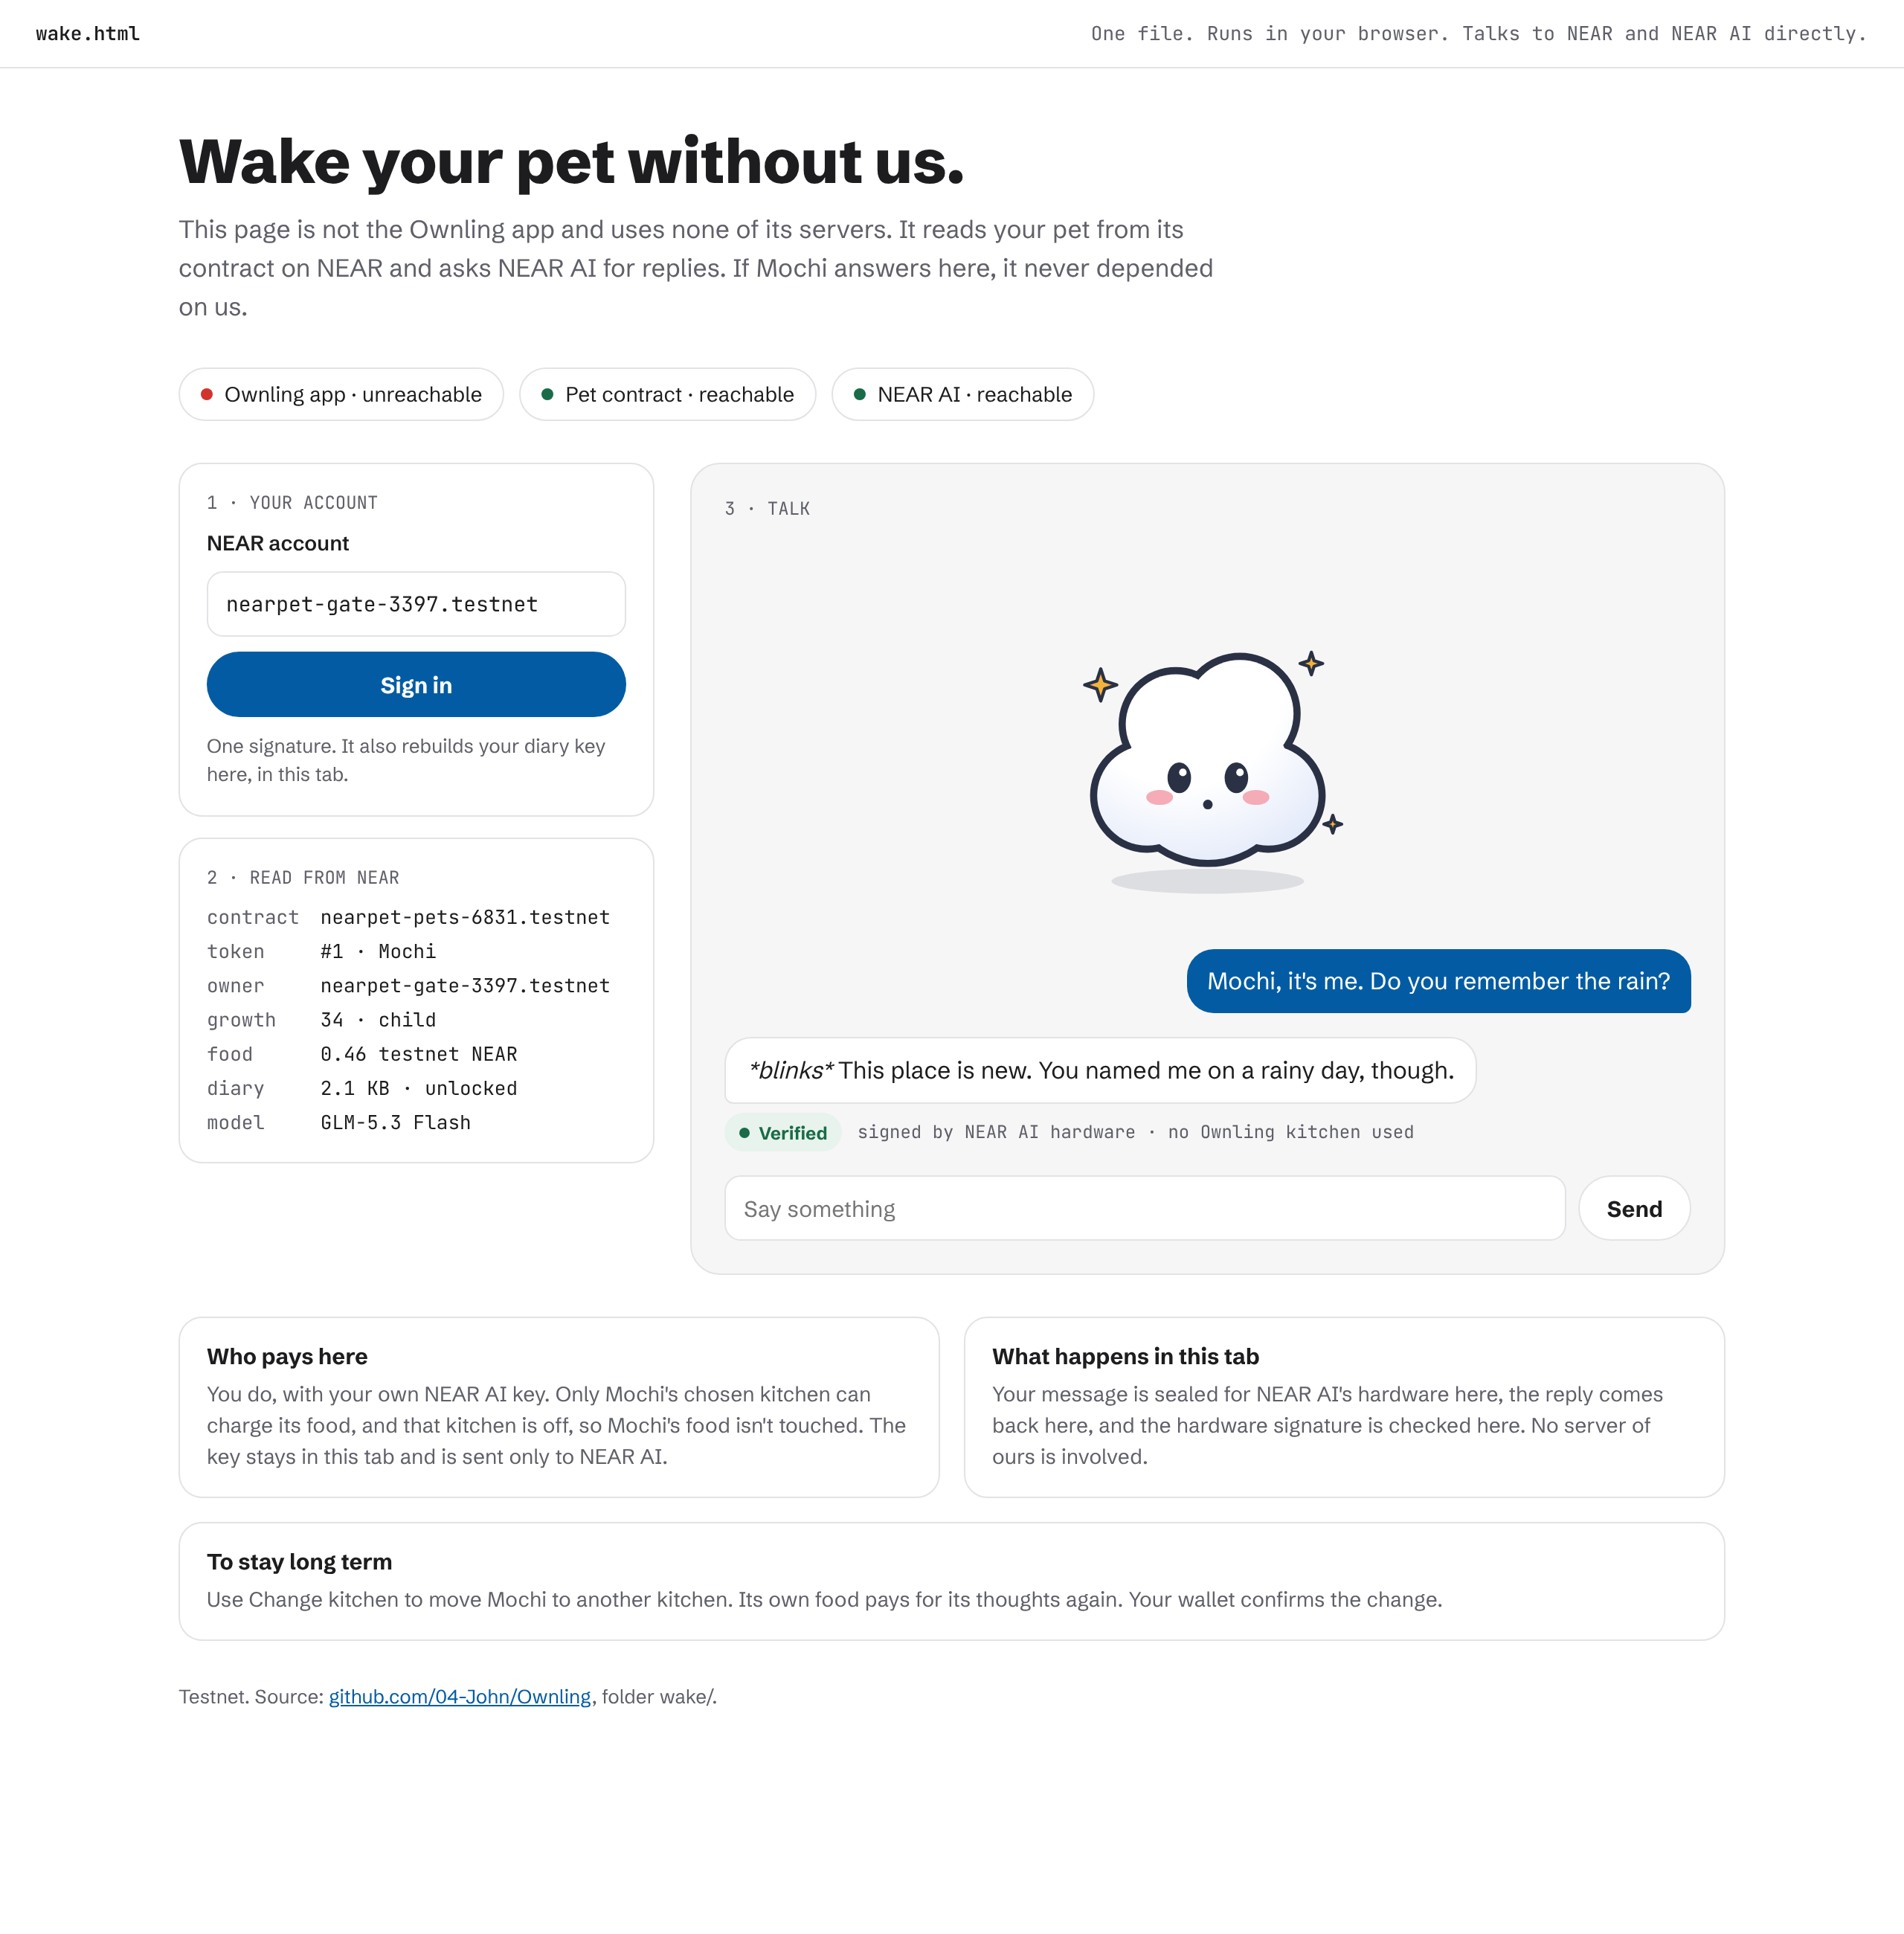 wake.html
One file. Runs in your browser. Talks to NEAR and NEAR AI directly.
Wake your pet without us.
This page is not the Ownling app and uses none of its servers. It reads your pet from its
contract on NEAR and asks NEAR AI for replies. If Mochi answers here, it never depended
on us.
Ownling app · unreachable
Pet contract · reachable
NEAR AI · reachable
1 · YOUR ACCOUNT
NEAR account
nearpet-gate-3397.testnet
Sign in
One signature. It also rebuilds your diary key
here, in this tab.
2 · READ FROM NEAR
contract nearpet-pets-6831.testnet
token #1 · Mochi
owner nearpet-gate-3397.testnet
growth 34 · child
food 0.46 testnet NEAR
diary 2.1 KB · unlocked
model GLM-5.3 Flash
3 · TALK
Mochi, it's me. Do you remember the rain?
*blinks* This place is new. You named me on a rainy day, though.
Verified signed by NEAR AI hardware · no Ownling kitchen used
Say something
Send
Who pays here
You do, with your own NEAR AI key. Only Mochi's chosen kitchen can
charge its food, and that kitchen is off, so Mochi's food isn't touched. The
key stays in this tab and is sent only to NEAR AI.
What happens in this tab
Your message is sealed for NEAR AI's hardware here, the reply comes
back here, and the hardware signature is checked here. No server of
ours is involved.
To stay long term
Use Change kitchen to move Mochi to another kitchen. Its own food pays for its thoughts again. Your wallet confirms the change.
Testnet. Source: github.com/04-John/Ownling, folder wake/.